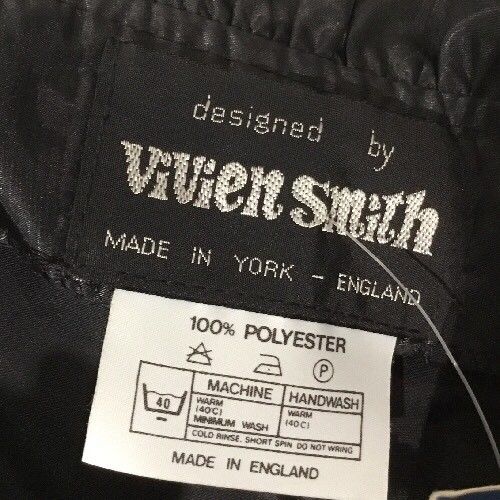 designed by
vivien smith
MADE IN YORK - ENGLAND
100% POLYESTER
P
MACHINE HANDWASH
40 WARM (40°C) MINIMUM WASH WARM (40C)
COLD RINSE. SHORT SPIN DO NOT WRING
MADE IN ENGLAND